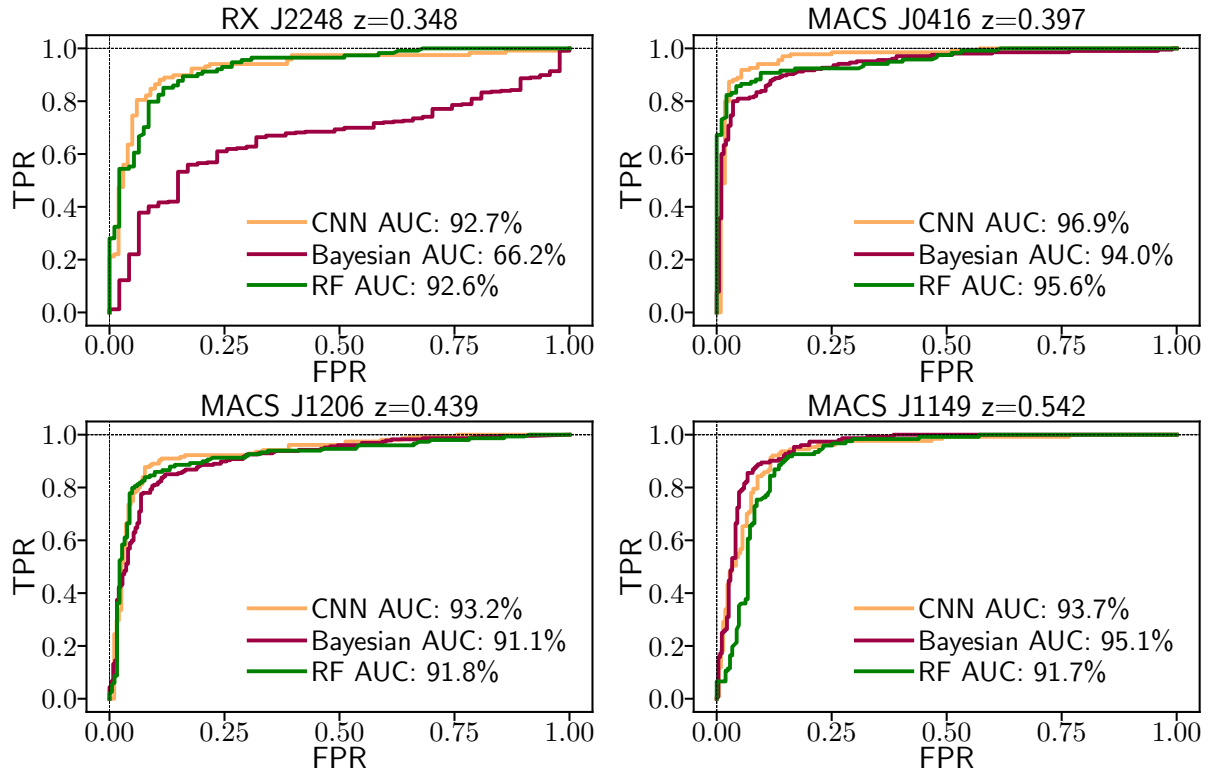 RX J2248 z=0.348
1.0
0.8
0.6
0.4
0.2
0.0
TPR
CNN AUC: 92.7%
Bayesian AUC: 66.2%
RF AUC: 92.6%
0.00 0.25 0.50 0.75 1.00
FPR
MACS J0416 z=0.397
1.0
0.8
0.6
0.4
0.2
0.0
TPR
CNN AUC: 96.9%
Bayesian AUC: 94.0%
RF AUC: 95.6%
0.00 0.25 0.50 0.75 1.00
FPR
MACS J1206 z=0.439
1.0
0.8
0.6
0.4
0.2
0.0
TPR
CNN AUC: 93.2%
Bayesian AUC: 91.1%
RF AUC: 91.8%
0.00 0.25 0.50 0.75 1.00
FPR
MACS J1149 z=0.542
1.0
0.8
0.6
0.4
0.2
0.0
TPR
CNN AUC: 93.7%
Bayesian AUC: 95.1%
RF AUC: 91.7%
0.00 0.25 0.50 0.75 1.00
FPR